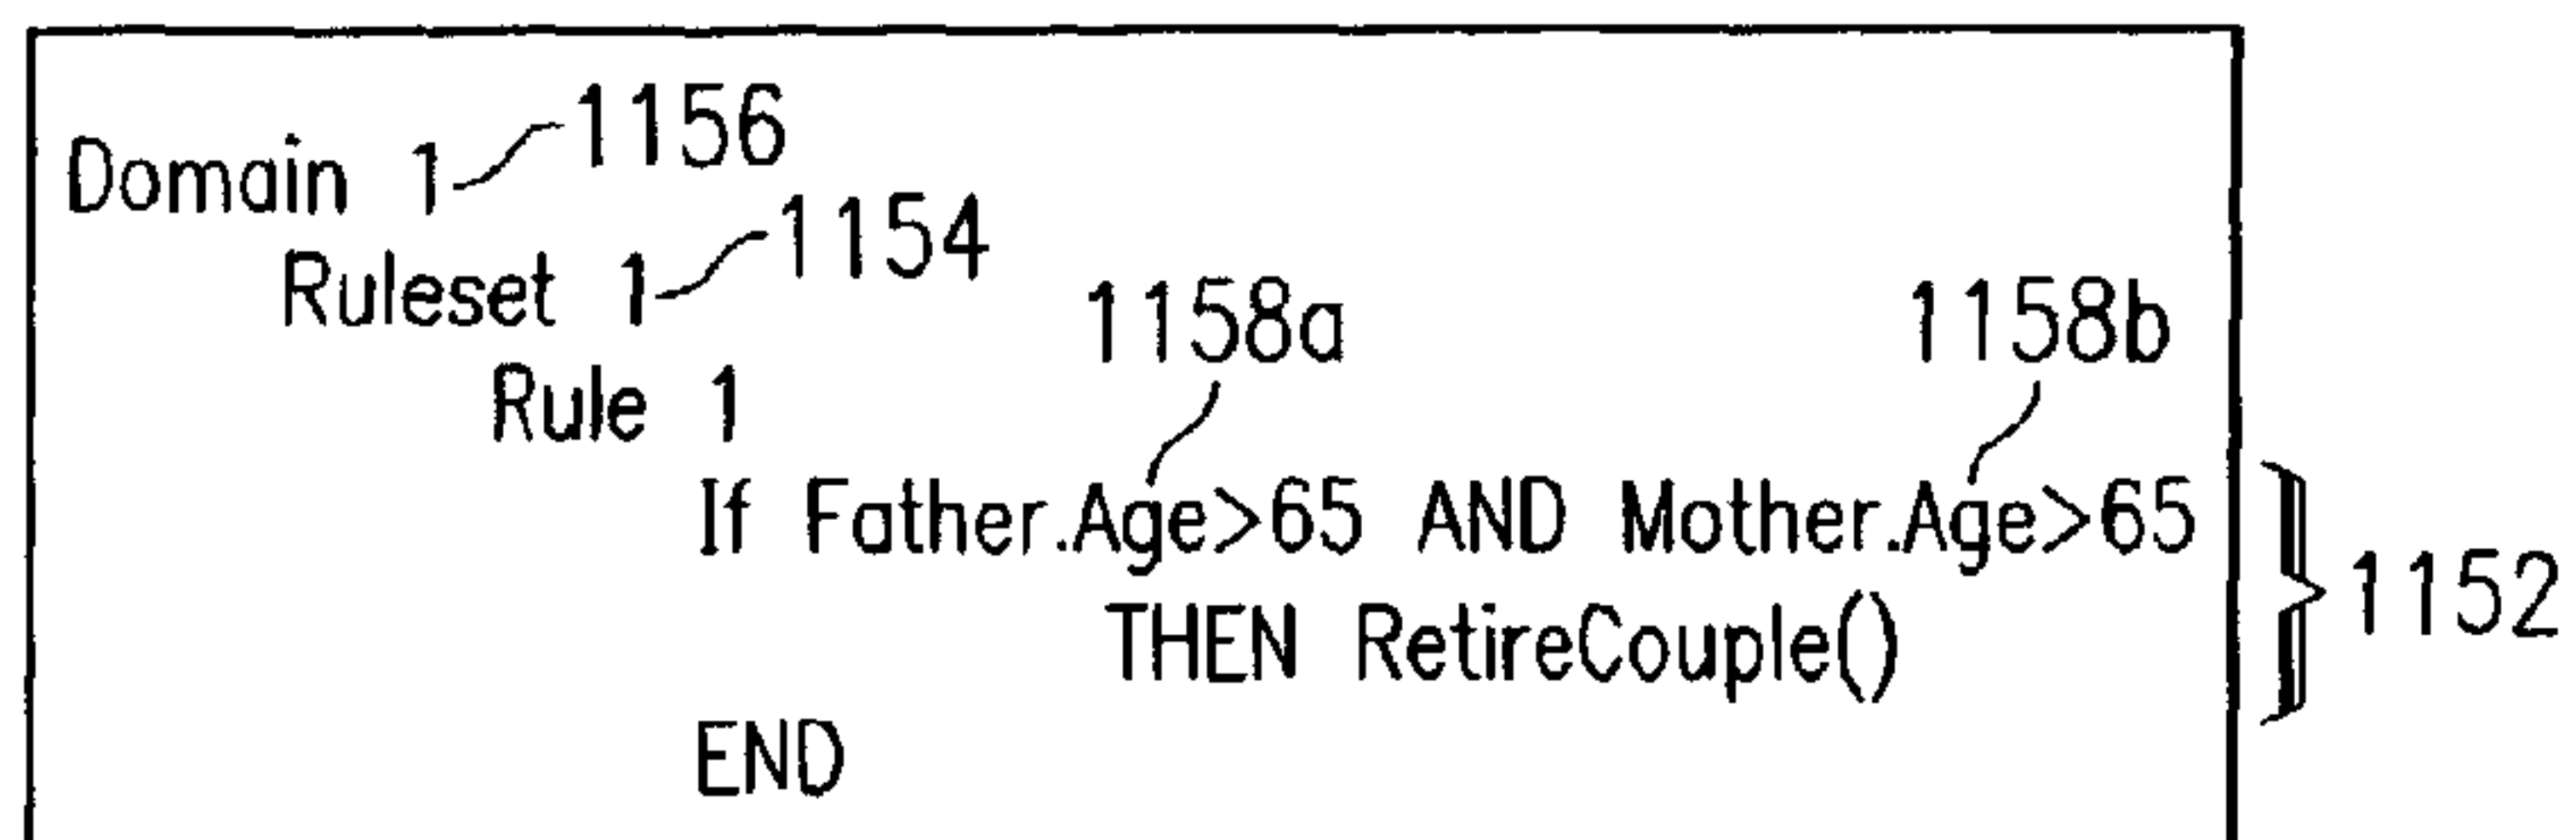 Domain 1 1156
Ruleset 1 1154
1158a 1158b
Rule 1
If Father.Age>65 AND Mother.Age>65
THEN RetireCouple() 1152
END